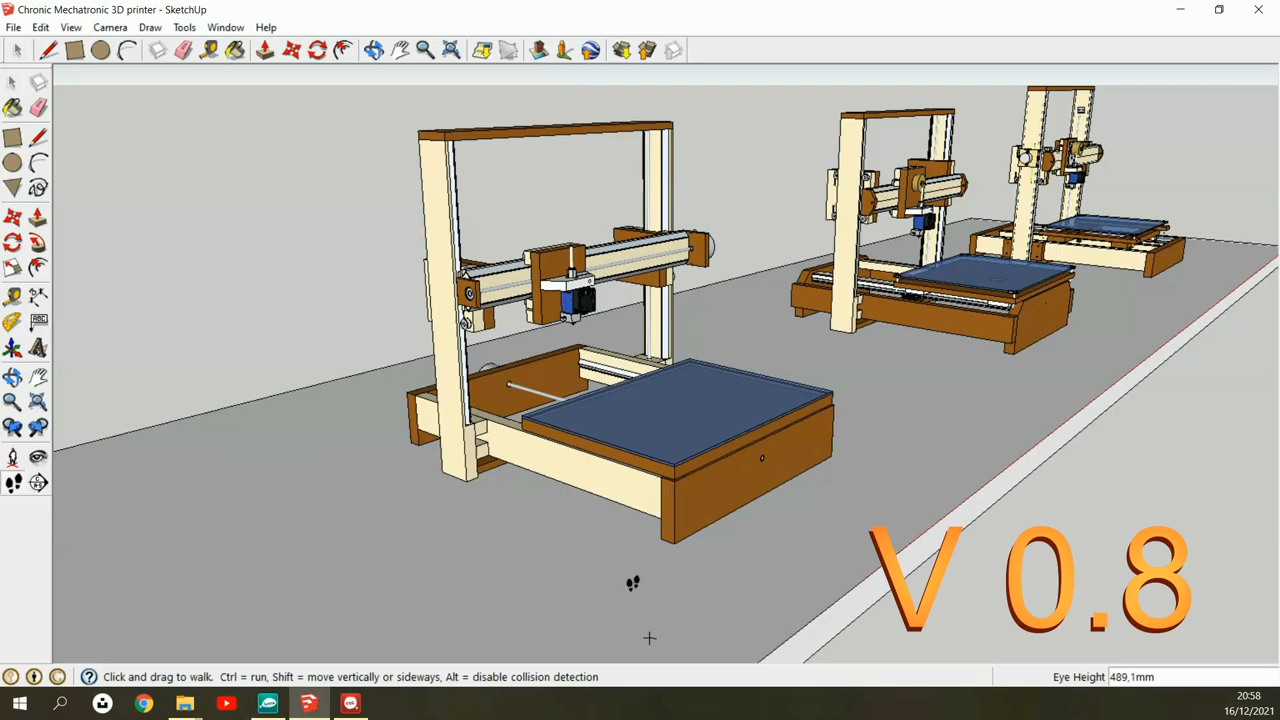 Chronic Mechatronic 3D printer - SketchUp
File Edit View Camera Draw Tools Window Help
ABC
V 0.8
Click and drag to walk. Ctrl = run, Shift = move vertically or sideways, Alt = disable collision detection
Eye Height 489,1mm
20:58
16/12/2021